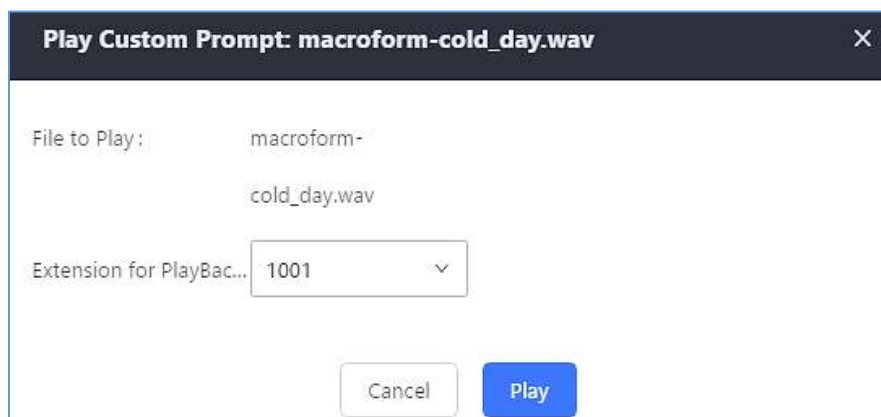 Play Custom Prompt: macroform-cold_day.wav
File to Play :
macroform-
cold_day.wav
Extension for PlayBac...
1001
Cancel
Play